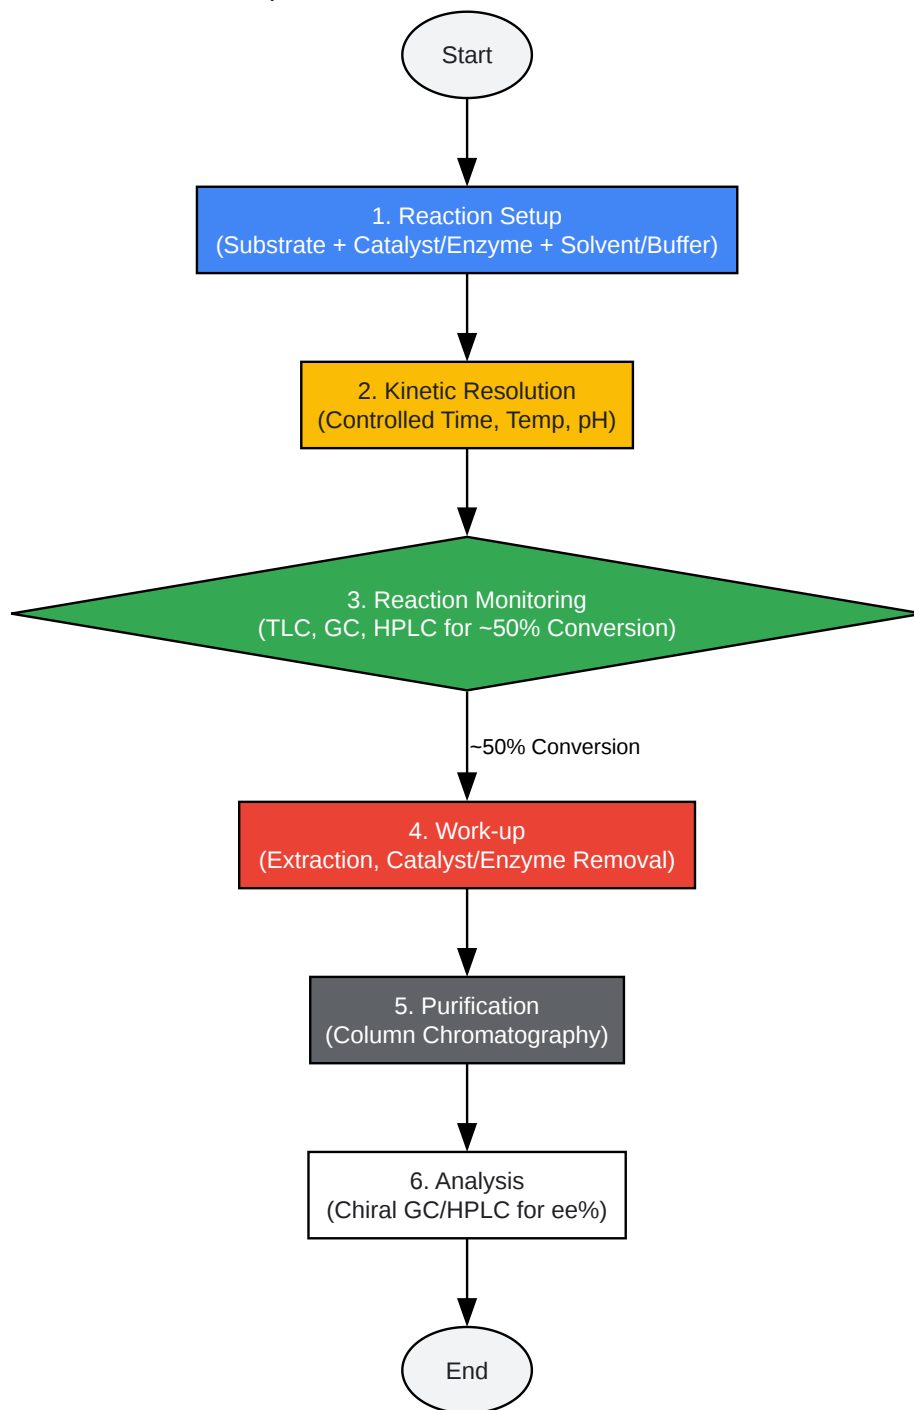 Start
1. Reaction Setup
(Substrate + Catalyst/Enzyme + Solvent/Buffer)
2. Kinetic Resolution
(Controlled Time, Temp, pH)
3. Reaction Monitoring
(TLC, GC, HPLC for ~50% Conversion)
~50% Conversion
4. Work-up
(Extraction, Catalyst/Enzyme Removal)
5. Purification
(Column Chromatography)
6. Analysis
(Chiral GC/HPLC for ee%)
End